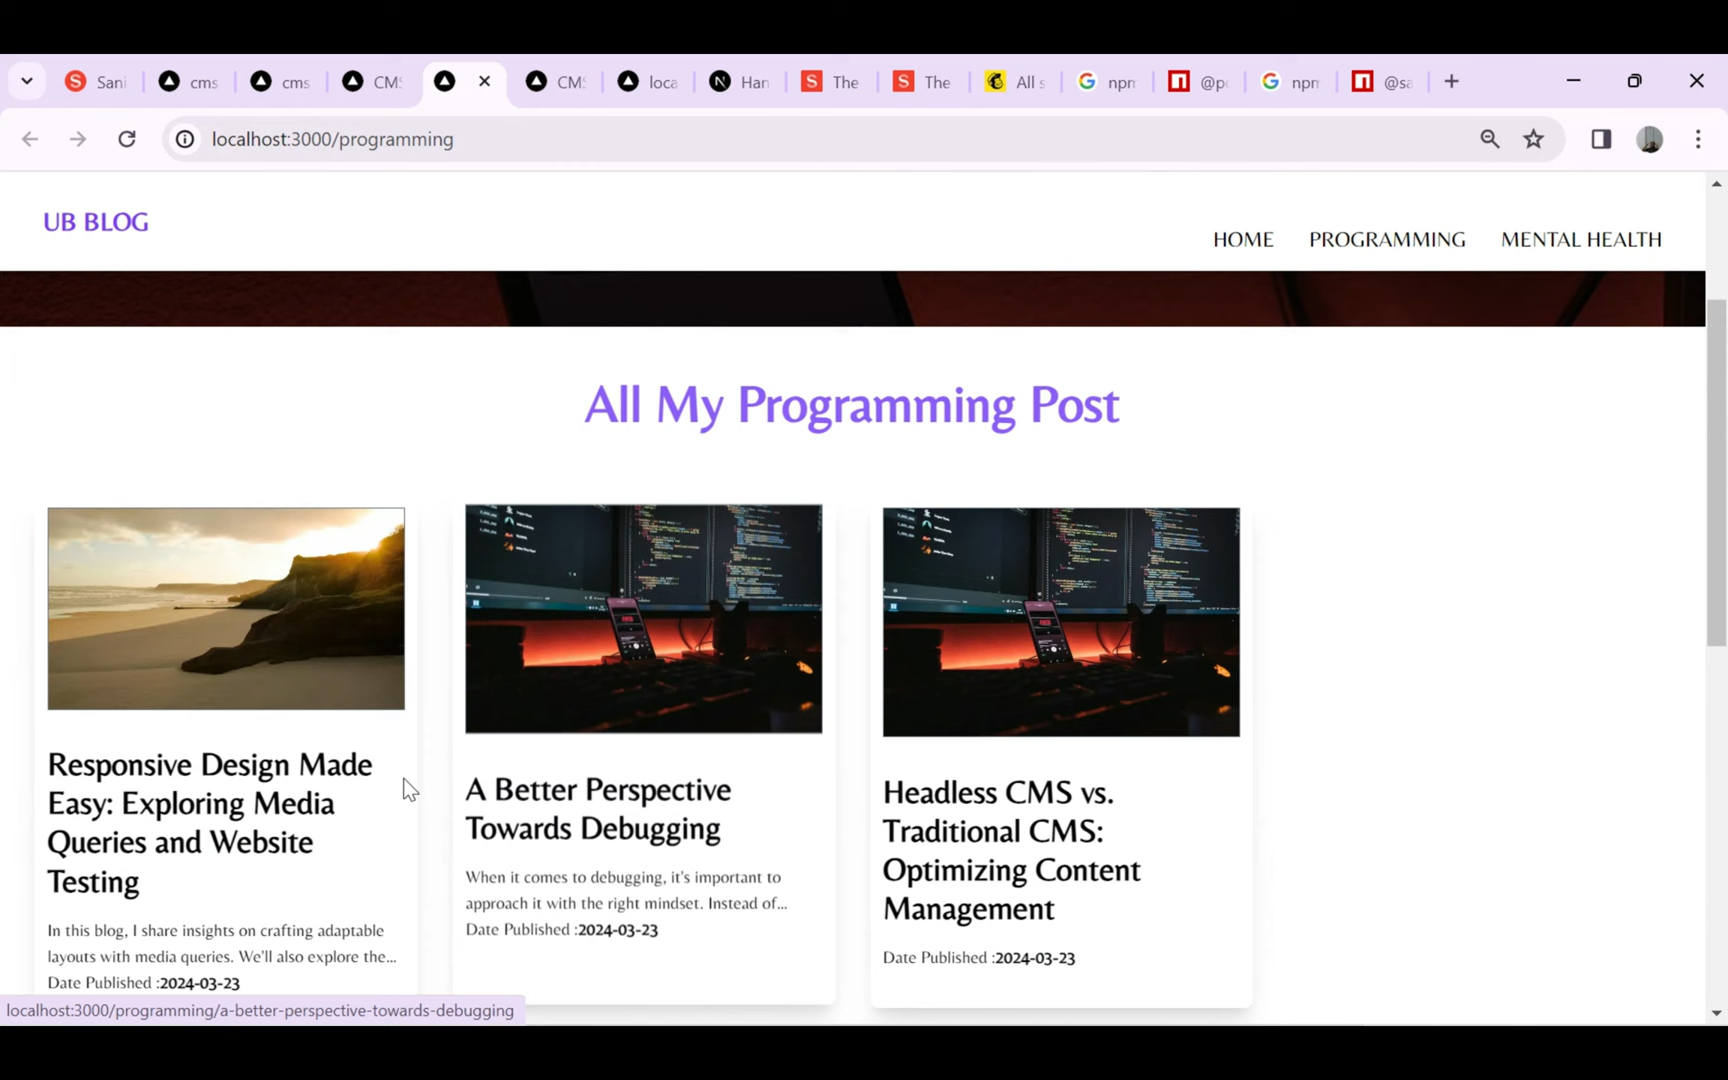 Sani
cms
cms
CM
CM
loca
Han
The
The
All s
npm
@p
npm
@sa
localhost:3000/programming
UB BLOG
HOME
PROGRAMMING
MENTAL HEALTH
All My Programming Post
Responsive Design Made
Easy: Exploring Media
Queries and Website
Testing
In this blog, I share insights on crafting adaptable
layouts with media queries. We'll also explore the...
Date Published :2024-03-23
A Better Perspective
Towards Debugging
When it comes to debugging, it's important to
approach it with the right mindset. Instead of...
Date Published :2024-03-23
Headless CMS vs.
Traditional CMS:
Optimizing Content
Management
Date Published :2024-03-23
localhost:3000/programming/a-better-perspective-towards-debugging